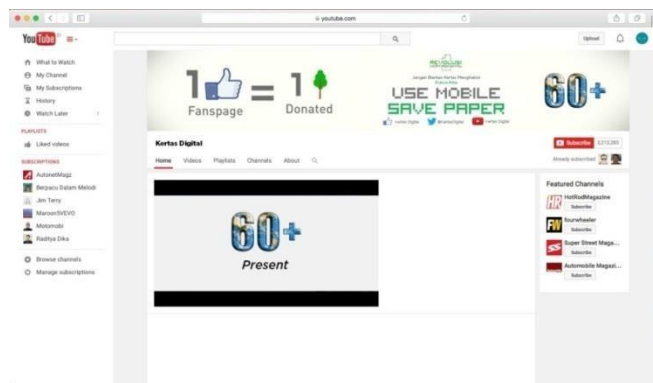 youtube.com
YouTube
Upload
What to Watch
My Channel
My Subscriptions
History
Watch Later
PLAYLISTS
Liked videos
SUBSCRIPTIONS
AutonetMagz
Berpacu Dalam Melodi
Jim Terry
Maroon5VEVO
Motomobi
Raditya Dika
Browse channels
Manage subscriptions
1 = 1
Fanspage Donated
USE MOBILE
SAVE PAPER
60+
Kertas Digital
Subscribe
Home Videos Playlists Channels About
Already subscribed
60+
Present
Featured Channels
HR HotRodMagazine
Subscribe
FW fourwheeler
Subscribe
Super Street Maga...
Subscribe
Automobile Magazi...
Subscribe